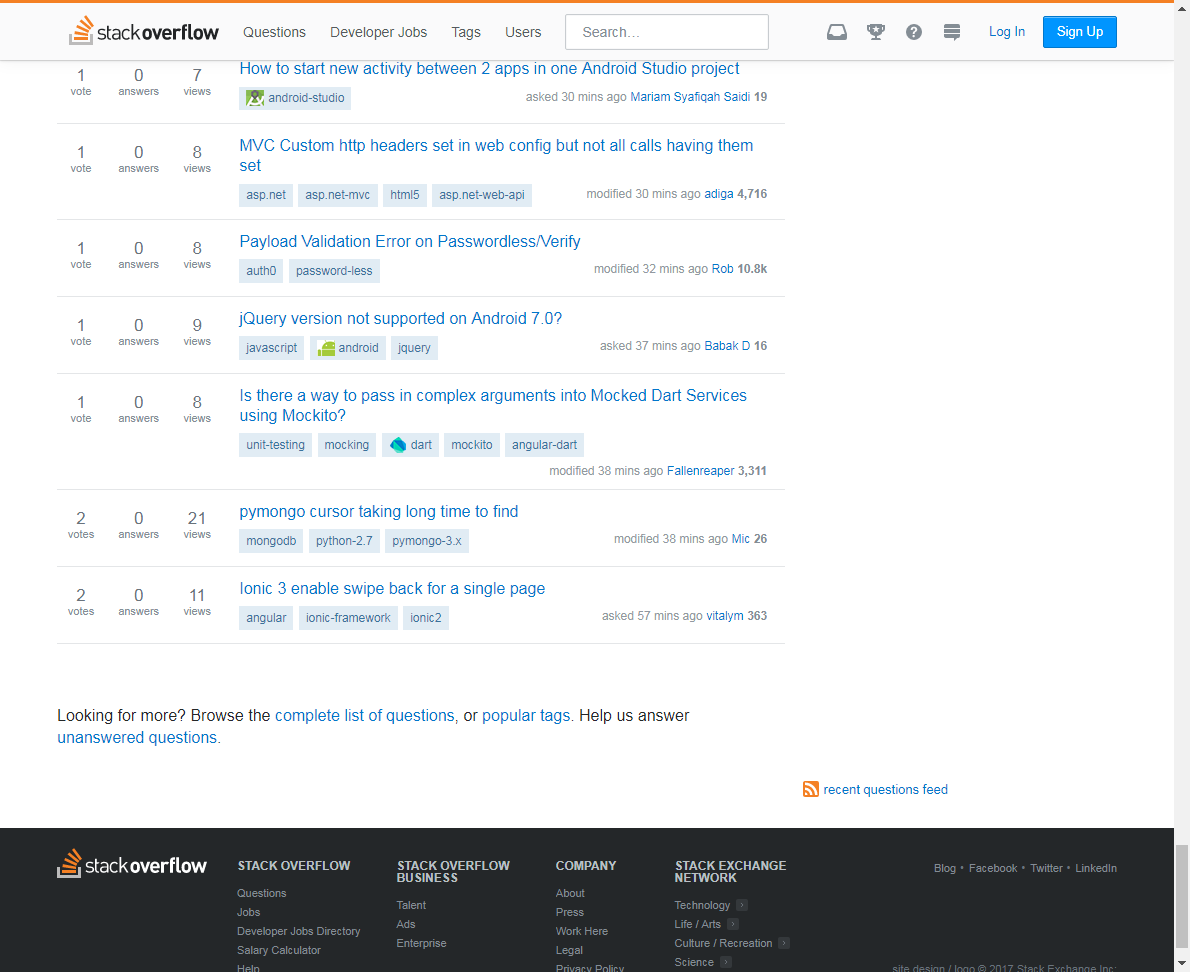 stackoverflow Questions Developer Jobs Tags Users Search... Log In Sign Up
1 0 7 How to start new activity between 2 apps in one Android Studio project
vote answers views
android-studio asked 30 mins ago Mariam Syafiqah Saidi 19
1 0 8 MVC Custom http headers set in web config but not all calls having them
vote answers views set
asp.net asp.net-mvc html5 asp.net-web-api modified 30 mins ago adiga 4,716
1 0 8 Payload Validation Error on Passwordless/Verify
vote answers views
auth0 password-less modified 32 mins ago Rob 10.8k
1 0 9 jQuery version not supported on Android 7.0?
vote answers views
javascript android jquery asked 37 mins ago Babak D 16
1 0 8 Is there a way to pass in complex arguments into Mocked Dart Services
vote answers views using Mockito?
unit-testing mocking dart mockito angular-dart
modified 38 mins ago Fallenreaper 3,311
2 0 21 pymongo cursor taking long time to find
votes answers views
mongodb python-2.7 pymongo-3.x modified 38 mins ago Mic 26
2 0 11 Ionic 3 enable swipe back for a single page
votes answers views
angular ionic-framework ionic2 asked 57 mins ago vitalym 363
Looking for more? Browse the complete list of questions, or popular tags. Help us answer
unanswered questions.
recent questions feed
stackoverflow
STACK OVERFLOW
Questions
Jobs
Developer Jobs Directory
Salary Calculator
Help
STACK OVERFLOW
BUSINESS
Talent
Ads
Enterprise
COMPANY
About
Press
Work Here
Legal
Privacy Policy
STACK EXCHANGE
NETWORK
Technology
Life / Arts
Culture / Recreation
Science
Blog • Facebook • Twitter • LinkedIn
site design / logo © 2017 Stack Exchange Inc;